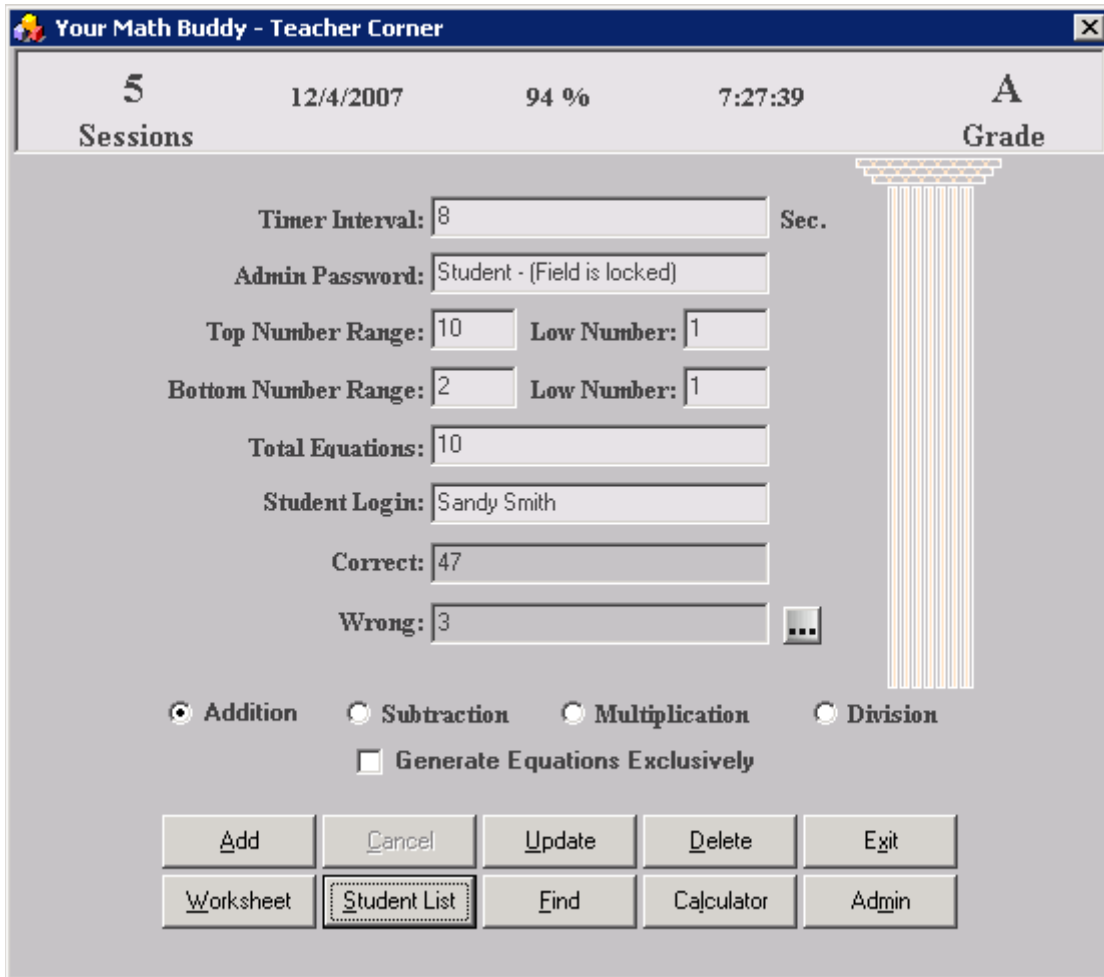 Your Math Buddy - Teacher Corner
5 12/4/2007 94 % 7:27:39 A
Sessions Grade
Timer Interval: 8 Sec.
Admin Password: Student - (Field is locked)
Top Number Range: 10 Low Number: 1
Bottom Number Range: 2 Low Number: 1
Total Equations: 10
Student Login: Sandy Smith
Correct: 47
Wrong: 3 ...
Addition Subtraction Multiplication Division
Generate Equations Exclusively
Add Cancel Update Delete Exit
Worksheet Student List Find Calculator Admin